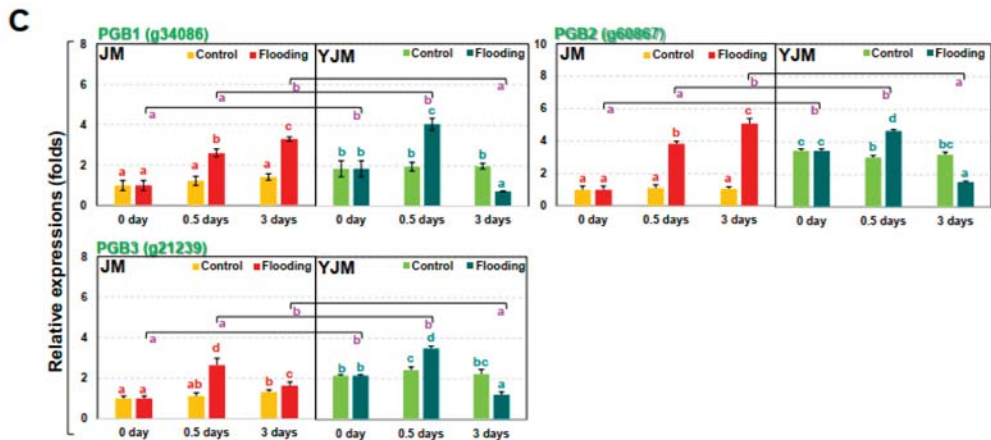 C
Relative expressions (folds)
PGB1 (g34086)
JM Control Flooding YJM Control Flooding
8
6
4
2
0
b a
a b
a b
a a a b a c
b b b c b a
0 day 0.5 days 3 days 0 day 0.5 days 3 days
PGB2 (g60867)
JM Control Flooding YJM Control Flooding
10
8
6
4
2
0
b a
a b
a b
a a a b a c
c c b d bc a
0 day 0.5 days 3 days 0 day 0.5 days 3 days
PGB3 (g21239)
JM Control Flooding YJM Control Flooding
8
6
4
2
0
b a
a b
a b
a a ab d b c
b b c d bc a
0 day 0.5 days 3 days 0 day 0.5 days 3 days